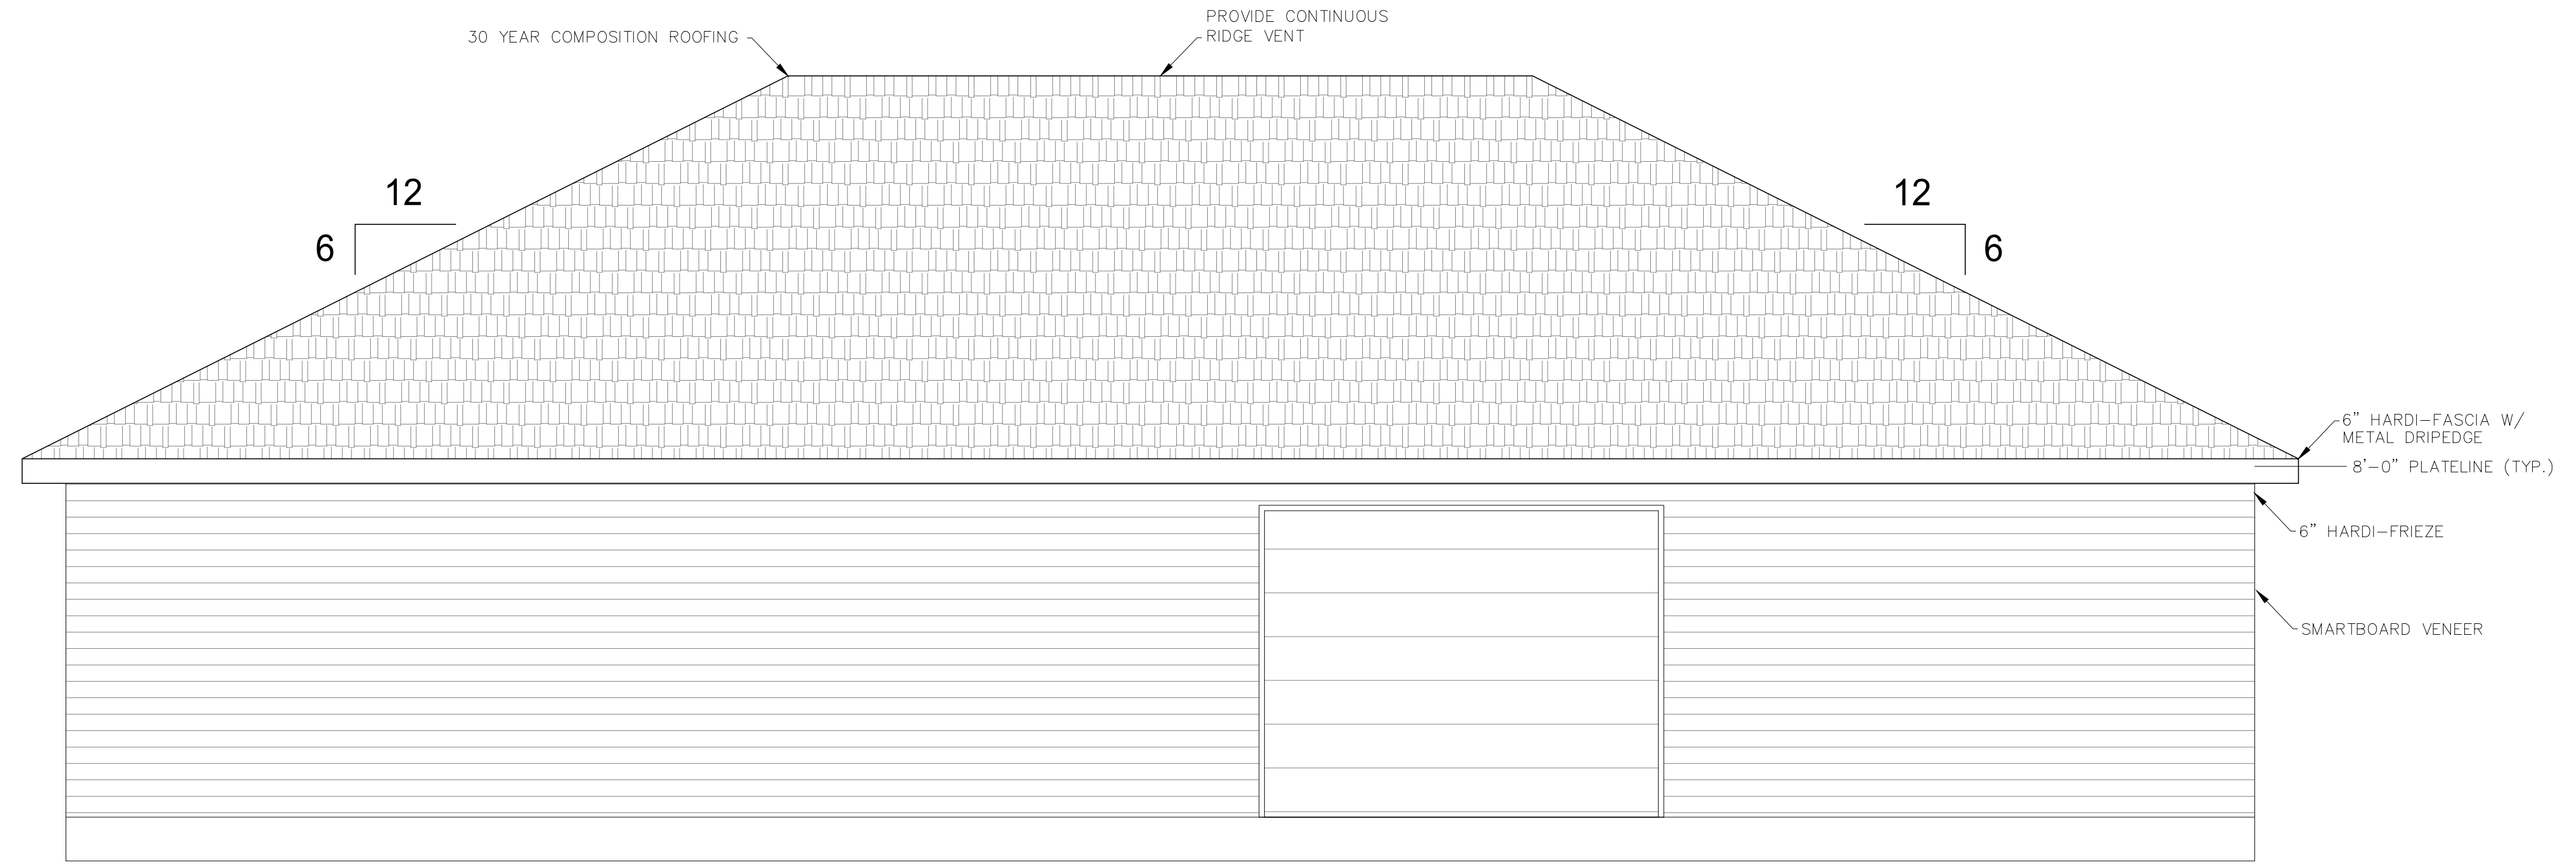 PROVIDE CONTINUOUS
RIDGE VENT
30 YEAR COMPOSITION ROOFING
12
6
12
6
6” HARDI–FASCIA W/
METAL DRIPEDGE
8’–0” PLATELINE (TYP.)
6” HARDI–FRIEZE
SMARTBOARD VENEER